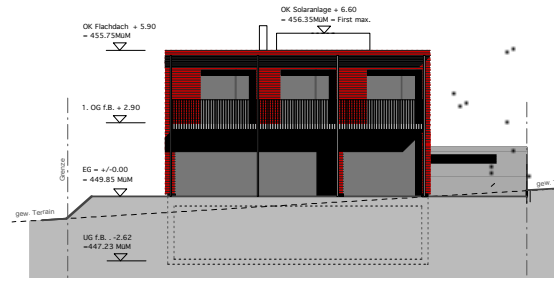 OK Flachdach + 5.90
= 455.75MüM
OK Solaranlage + 6.60
= 456.35MüM = First max.
1. OG f.B. + 2.90
Grenze
EG = +/-0.00
= 449.85 MüM
gew. Terrain
gew.
UG f.B. . -2.62
=447.23 MüM